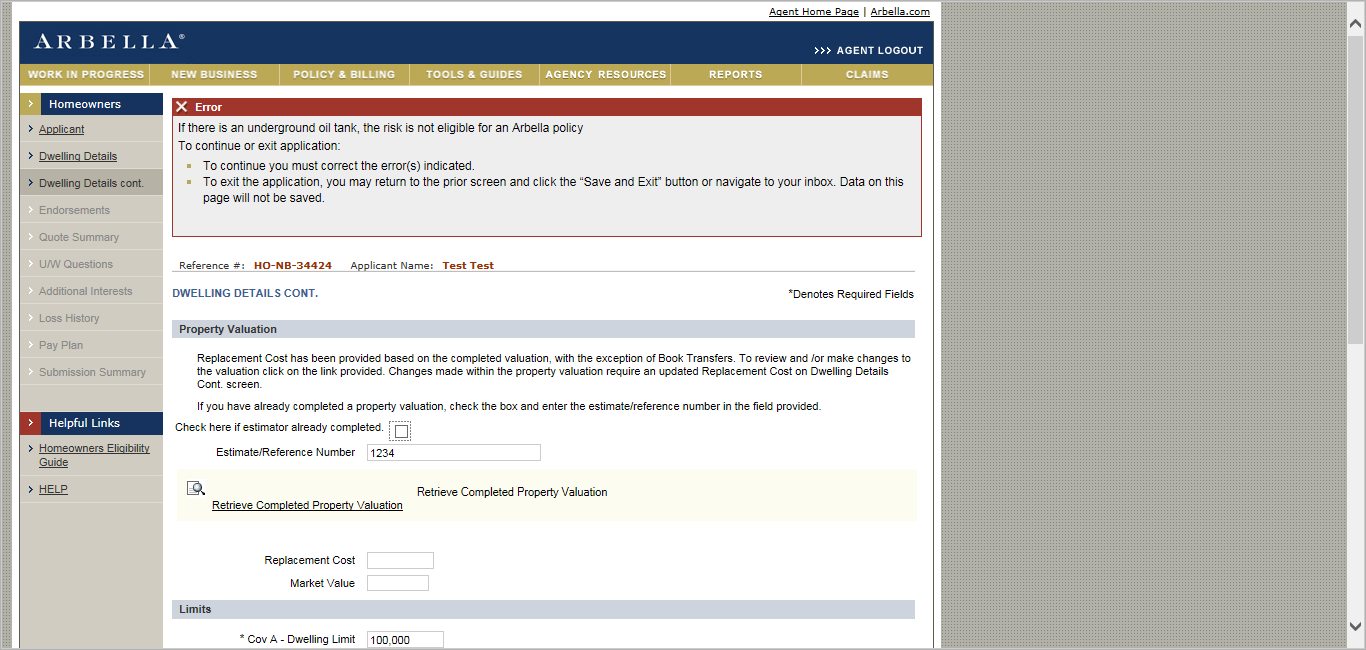 Agent Home Page | Arbella.com
ARBELLA®
>>> AGENT LOGOUT
WORK IN PROGRESS NEW BUSINESS POLICY & BILLING TOOLS & GUIDES AGENCY RESOURCES REPORTS CLAIMS
Homeowners
Applicant
Dwelling Details
Dwelling Details cont.
Endorsements
Quote Summary
U/W Questions
Additional Interests
Loss History
Pay Plan
Submission Summary
Helpful Links
Homeowners Eligibility
Guide
HELP
Error
If there is an underground oil tank, the risk is not eligible for an Arbella policy
To continue or exit application:
To continue you must correct the error(s) indicated.
To exit the application, you may return to the prior screen and click the “Save and Exit” button or navigate to your inbox. Data on this
page will not be saved.
Reference #: HO-NB-34424 Applicant Name: Test Test
DWELLING DETAILS CONT. *Denotes Required Fields
Property Valuation
Replacement Cost has been provided based on the completed valuation, with the exception of Book Transfers. To review and /or make changes to
the valuation click on the link provided. Changes made within the property valuation require an updated Replacement Cost on Dwelling Details
Cont. screen.
If you have already completed a property valuation, check the box and enter the estimate/reference number in the field provided.
Check here if estimator already completed.
Estimate/Reference Number 1234
Retrieve Completed Property Valuation
Retrieve Completed Property Valuation
Replacement Cost
Market Value
Limits
* Cov A - Dwelling Limit 100,000